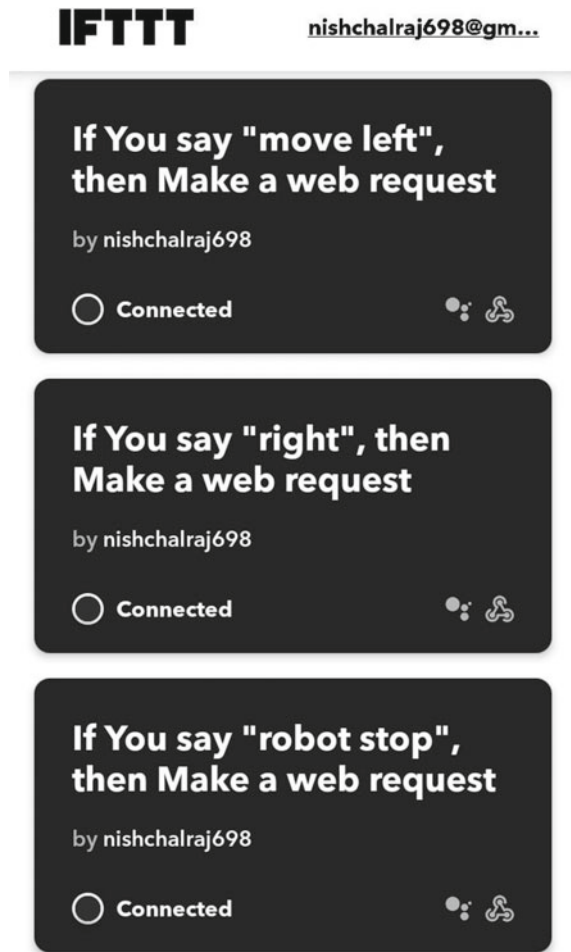 IFTTT
nishchalraj698@gm...
If You say "move left",
then Make a web request
by nishchalraj698
Connected
If You say "right", then
Make a web request
by nishchalraj698
Connected
If You say "robot stop",
then Make a web request
by nishchalraj698
Connected